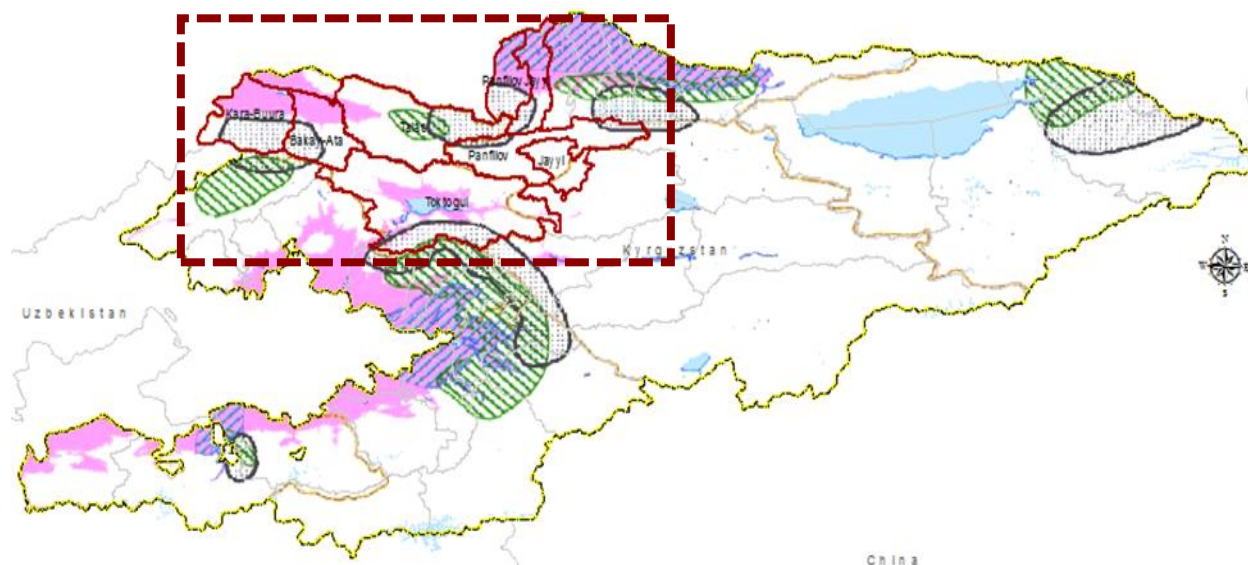 Panfilov Jayyl
Kara-Buura
Talas
Bakay-Ata
Panfilov
Jayyl
Toktogul
Kyrgyzstan
N
W E
S
Uzbekistan
China